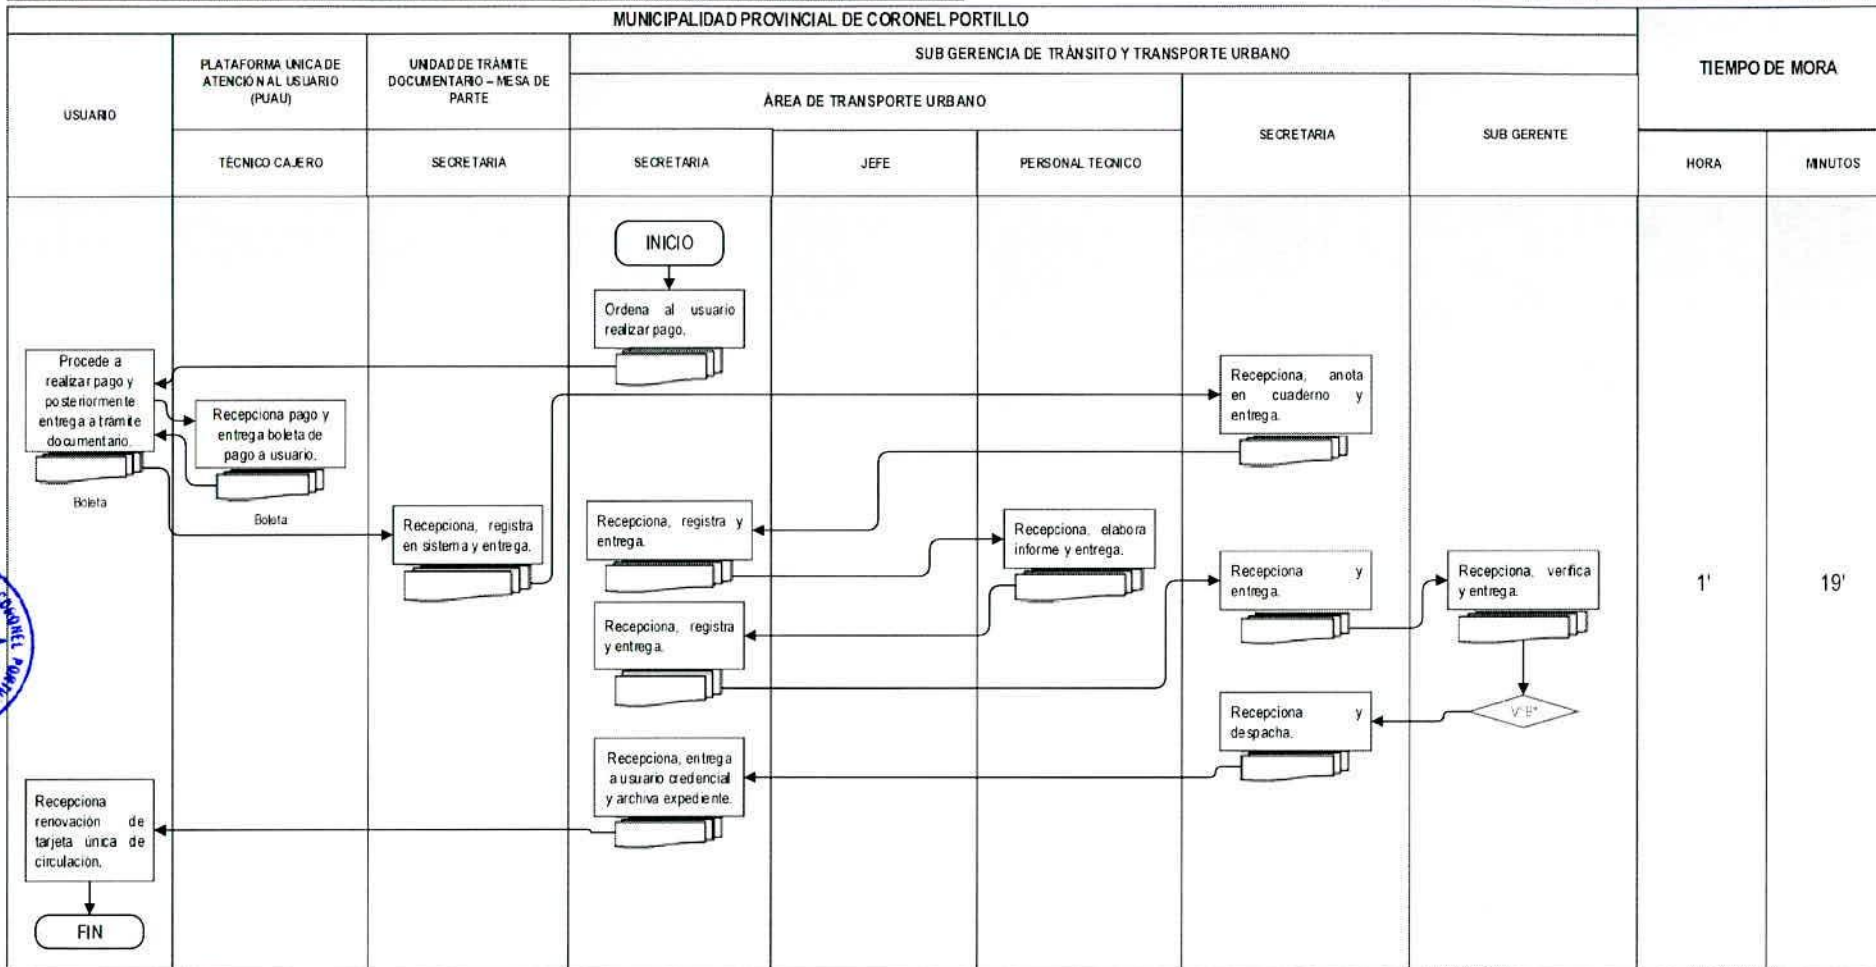 MUNICIPALIDAD PROVINCIAL DE CORONEL PORTILLO
TIEMPO DE MORA
USUARIO
PLATAFORMA UNICA DE
ATENCIÓN AL USUARIO
(PUAU)
UNIDAD DE TRÁMITE
DOCUMENTARIO – MESA DE
PARTE
SUB GERENCIA DE TRÁNSITO Y TRANSPORTE URBANO
ÁREA DE TRANSPORTE URBANO
SECRETARIA
SUB GERENTE
TÉCNICO CAJERO
SECRETARIA
SECRETARIA
JEFE
PERSONAL TECNICO
HORA
MINUTOS
INICIO
Ordena al usuario
realizar pago.
Procede a
realizar pago y
posteriormente
entrega a trámite
documentario.
Boleta
Recepciona pago y
entrega boleta de
pago a usuario.
Boleta
Recepciona, registra
en sistema y entrega.
Recepciona, anota
en cuaderno y
entrega.
Recepciona, registra y
entrega.
Recepciona, elabora
informe y entrega.
Recepciona, registra
y entrega.
Recepciona y
entrega.
Recepciona, verifica
y entrega.
V°B°
Recepciona y
despacha.
Recepciona, entrega
a usuario credencial
y archiva expediente.
Recepciona
renovación de
tarjeta única de
circulación.
FIN
1'
19'
CORONEL